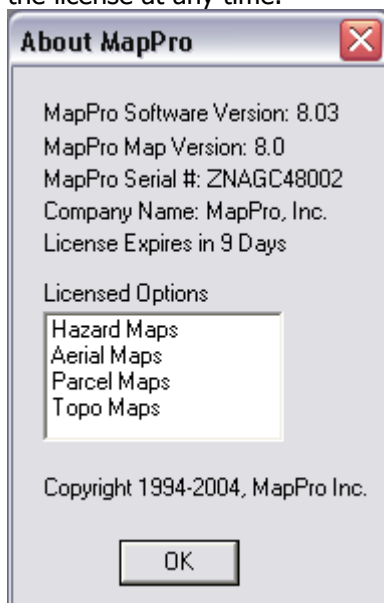 the license at any time.
About MapPro
MapPro Software Version: 8.03
MapPro Map Version: 8.0
MapPro Serial #: ZNAGC48002
Company Name: MapPro, Inc.
License Expires in 9 Days
Licensed Options
Hazard Maps
Aerial Maps
Parcel Maps
Topo Maps
Copyright 1994-2004, MapPro Inc.
OK